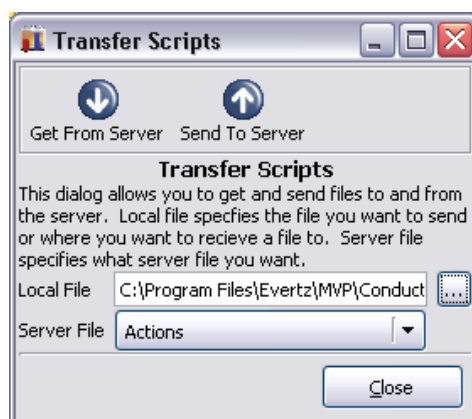 Transfer Scripts
Get From Server Send To Server
Transfer Scripts
This dialog allows you to get and send files to and from
the server. Local file specfies the file you want to send
or where you want to recieve a file to. Server file
specifies what server file you want.
Local File C:\Program Files\Evertz\MVP\Conduct ...
Server File Actions
Close